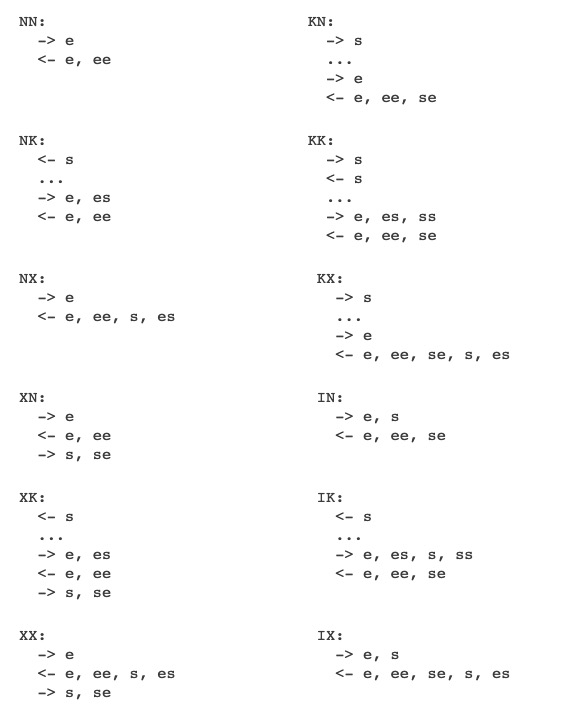 NN:
-> e
<- e, ee
KN:
-> s
...
-> e
<- e, ee, se
NK:
<- s
...
-> e, es
<- e, ee
KK:
-> s
<- s
...
-> e, es, ss
<- e, ee, se
NX:
-> e
<- e, ee, s, es
KX:
-> s
...
-> e
<- e, ee, se, s, es
XN:
-> e
<- e, ee
-> s, se
IN:
-> e, s
<- e, ee, se
XK:
<- s
...
-> e, es
<- e, ee
-> s, se
IK:
<- s
...
-> e, es, s, ss
<- e, ee, se
XX:
-> e
<- e, ee, s, es
-> s, se
IX:
-> e, s
<- e, ee, se, s, es